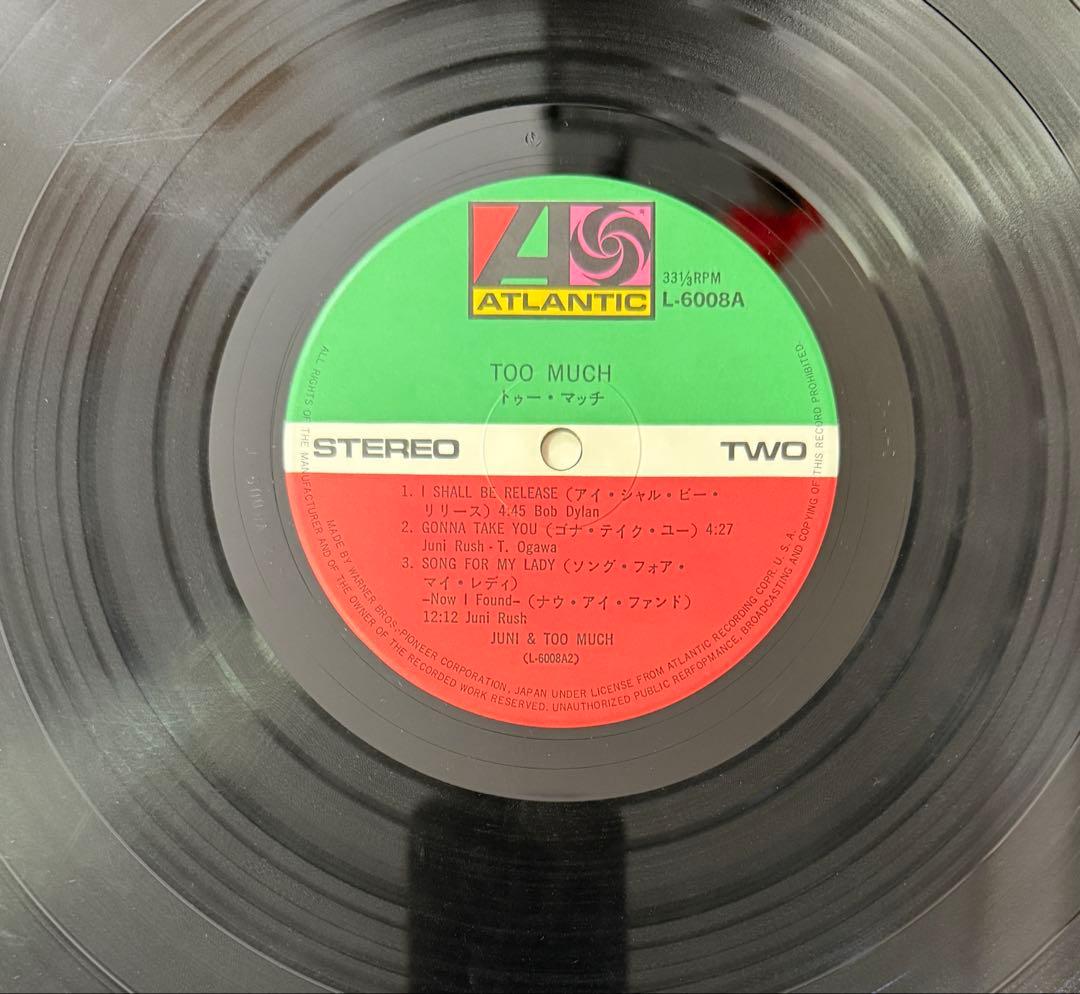 ATLANTIC
33⅓RPM
L-6008A
TOO MUCH
トゥー・マッチ
STEREO
TWO
1. I SHALL BE RELEASE (アイ・シャル・ビー・
リリース) 4:45 Bob Dylan
2. GONNA TAKE YOU (ゴナ・テイク・ユー) 4:27
Juni Rush - T. Ogawa
3. SONG FOR MY LADY (ソング・フォア・
マイ・レディ)
–Now I Found– (ナウ・アイ・ファンド)
12:12 Juni Rush
JUNI & TOO MUCH
(L-6008A2)
MADE BY WARNER BROS.-PIONEER CORPORATION, JAPAN UNDER LICENSE FROM ATLANTIC RECORDING COPR. U. S. A.
ALL RIGHTS OF THE MANUFACTURER AND OF THE OWNER OF THE RECORDED WORK RESERVED. UNAUTHORIZED PUBLIC RERFOPMANCE, BROADCASTING AND COPYING OF THIS RECORD PROHIBITED.